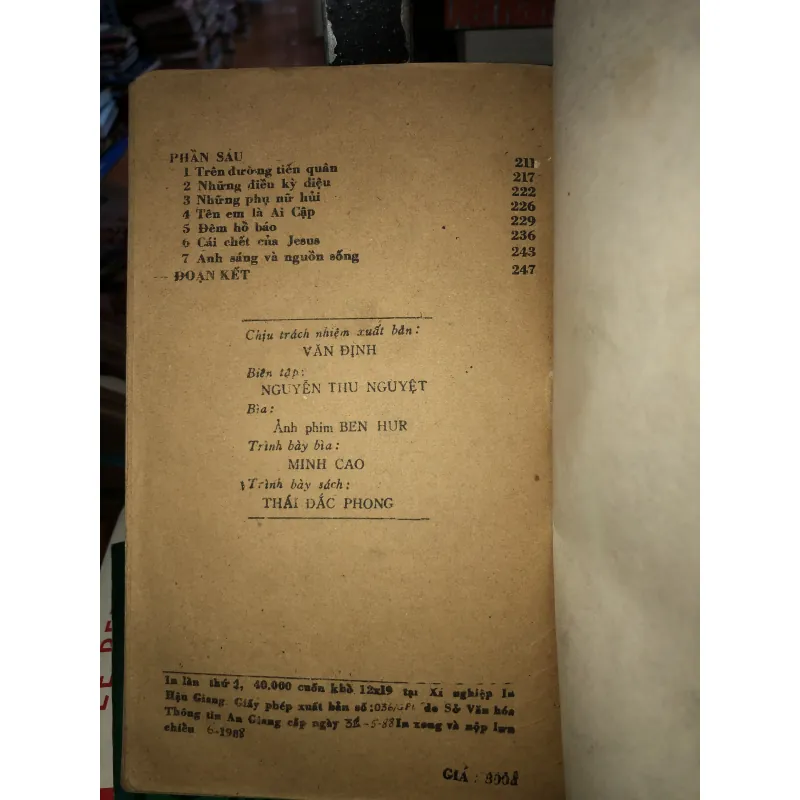 PHẦN SÁU
1 Trên đường tiến quân 211
2 Những điều kỳ diệu 217
3 Những phụ nữ hủi 222
4 Tên em là Ai Cập 226
5 Đêm hồ báo 229
6 Cái chết của Jesus 236
7 Anh sáng và nguồn sống 243
— ĐOẠN KẾT 247
Chịu trách nhiệm xuất bản:
VĂN ĐỊNH
Biên tập:
NGUYỄN THU NGUYỆT
Bìa:
Ảnh phim BEN HUR
Trình bày bìa:
MINH CAO
Trình bày sách:
THÁI ĐẮC PHONG
In lần thứ 40.000 cuốn khổ 12x19 tại Xí nghiệp In
Hậu Giang. Giấy phép xuất bản số: 036/ do Sở Văn hóa
Thông tin An Giang cấp ngày -5-88 In xong và nộp lưu
chiểu 6-1988
GIÁ :